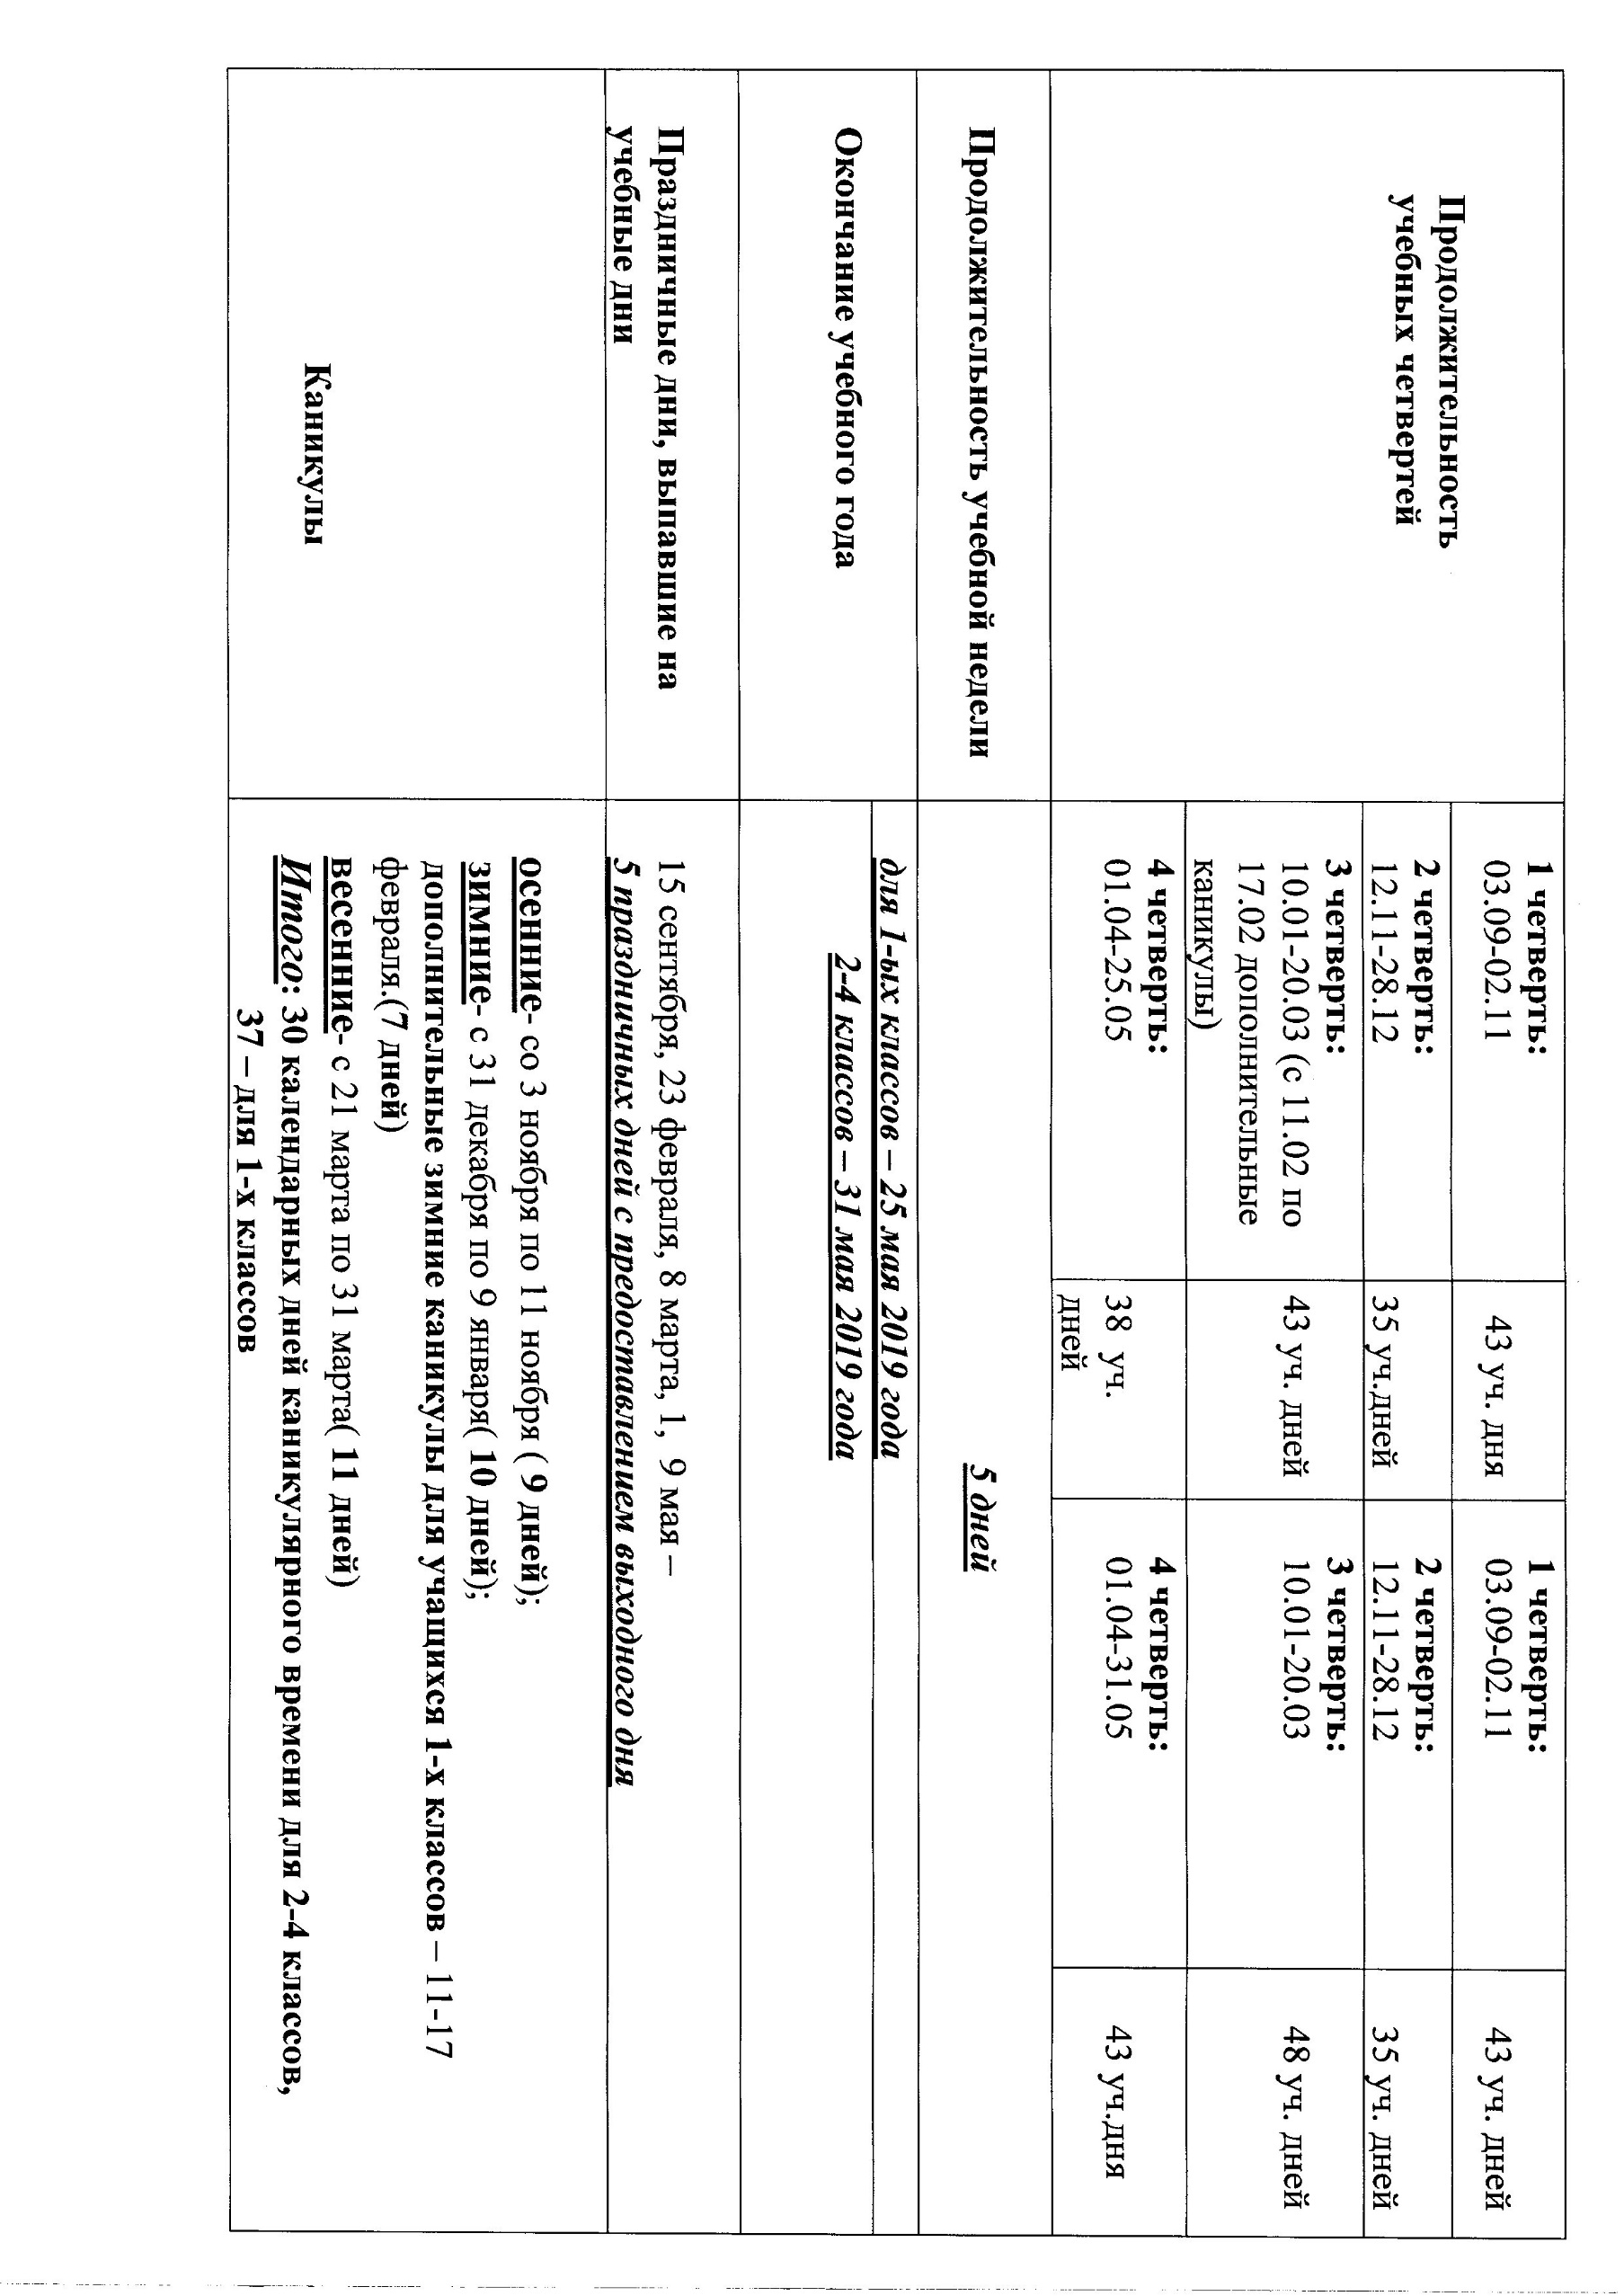 Продолжительность
учебных четвертей
1 четверть:
03.09-02.11
43 уч. дня
1 четверть:
03.09-02.11
43 уч. дней
2 четверть:
12.11-28.12
35 уч.дней
2 четверть:
12.11-28.12
35 уч. дней
3 четверть:
10.01-20.03 (с 11.02 по
17.02 дополнительные
каникулы)
43 уч. дней
3 четверть:
10.01-20.03
48 уч. дней
4 четверть:
01.04-25.05
38 уч.
дней
4 четверть:
01.04-31.05
43 уч.дня
Продолжительность учебной недели
5 дней
Окончание учебного года
для 1-ых классов – 25 мая 2019 года
2-4 классов – 31 мая 2019 года
Праздничные дни, выпавшие на
учебные дни
15 сентября, 23 февраля, 8 марта, 1, 9 мая –
5 праздничных дней с предоставлением выходного дня
Каникулы
осенние- со 3 ноября по 11 ноября ( 9 дней);
зимние- с 31 декабря по 9 января( 10 дней);
дополнительные зимние каникулы для учащихся 1-х классов – 11-17
февраля.(7 дней)
весенние- с 21 марта по 31 марта( 11 дней)
Итого: 30 календарных дней каникулярного времени для 2-4 классов,
37 – для 1-х классов